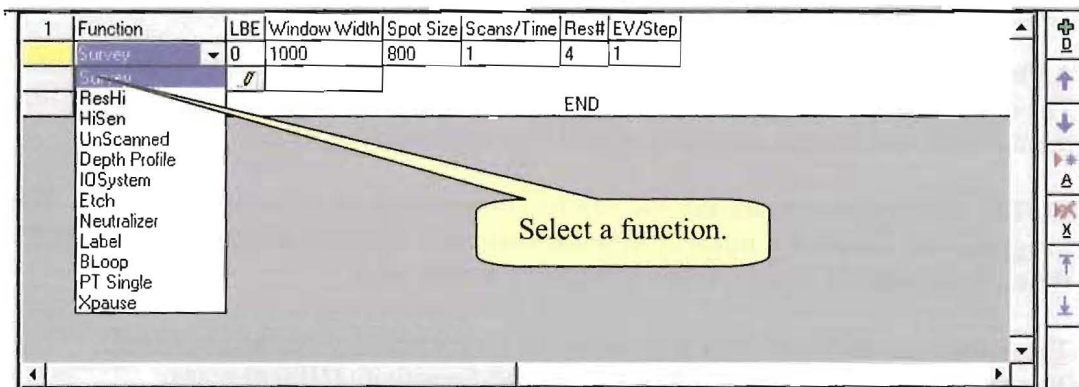 1 Function LBE Window Width Spot Size Scans/Time Res# EV/Step
Survey 0 1000 800 1 4 1
Survey
ResHi
END
HiSen
UnScanned
Depth Profile
IOSystem
Etch
Neutralizer
Label
BLoop
PT Single
Xpause
Select a function.
D
A
X